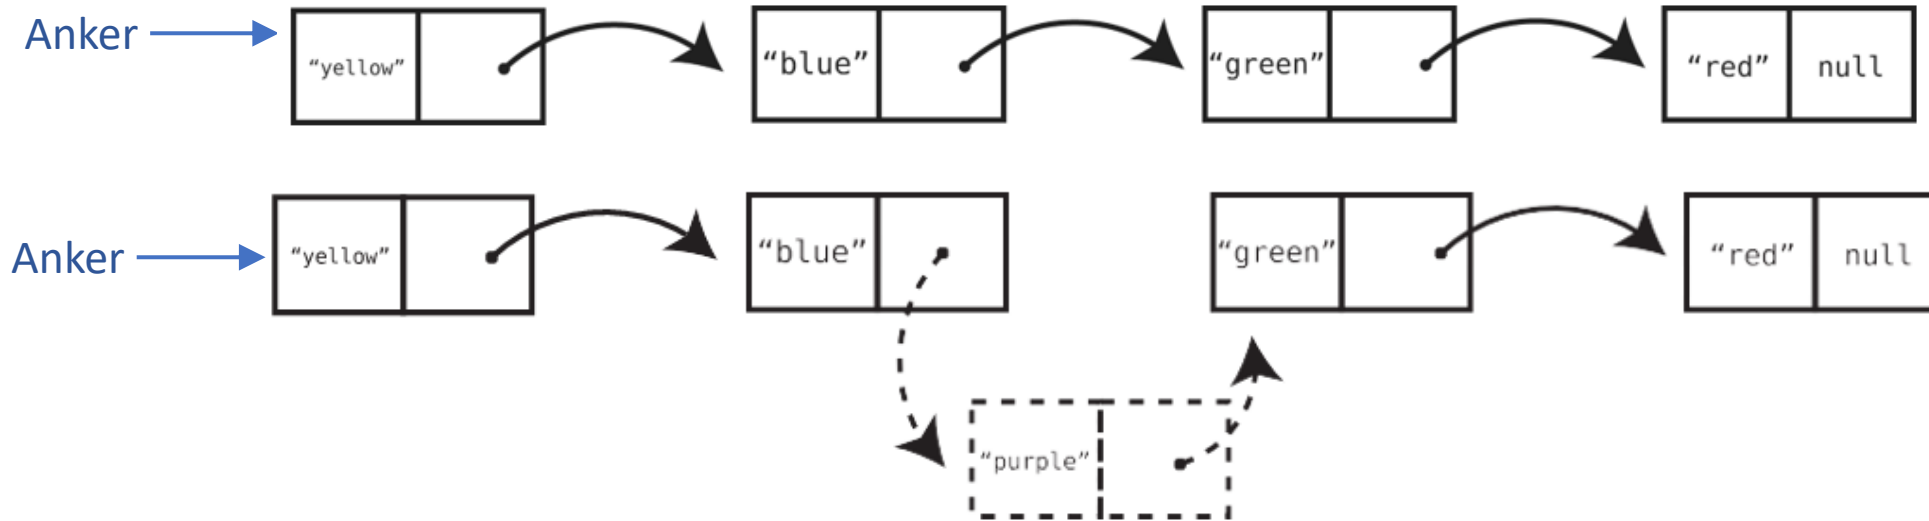 Anker
“yellow”
“blue”
“green”
“red” null
Anker
“yellow”
“blue”
“green”
“red” null
“purple”